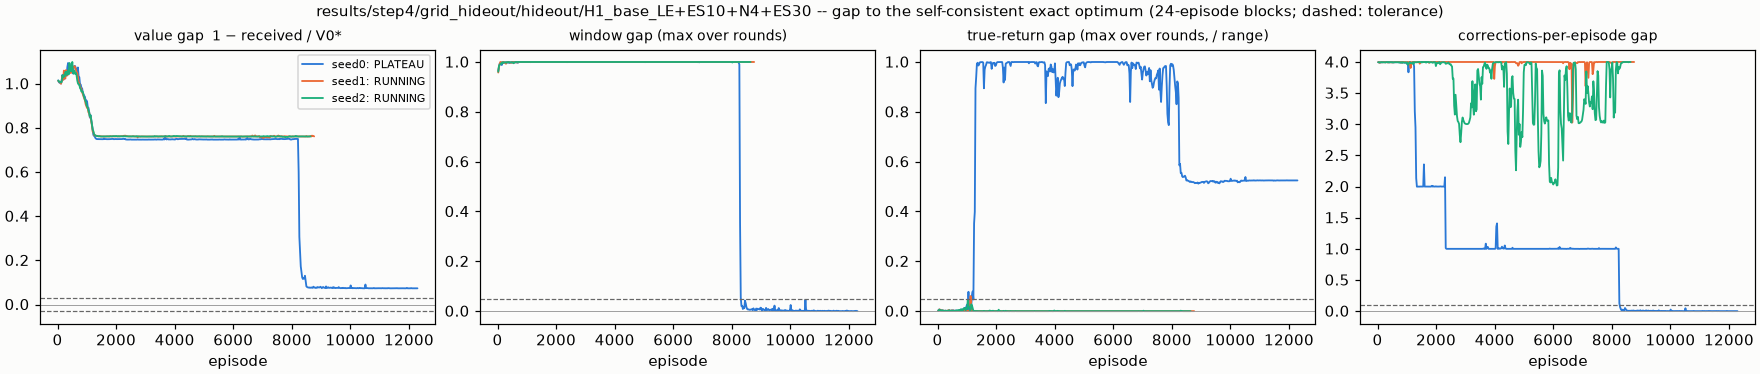 results/step4/grid_hideout/hideout/H1_base_LE+ES10+N4+ES30 -- gap to the self-consistent exact optimum (24-episode blocks; dashed: tolerance)
value gap  1 − received / V0*
1.0
0.8
0.6
0.4
0.2
0.0
seed0: PLATEAU
seed1: RUNNING
seed2: RUNNING
0 2000 4000 6000 8000 10000 12000
episode
window gap (max over rounds)
1.0
0.8
0.6
0.4
0.2
0.0
0 2000 4000 6000 8000 10000 12000
episode
true-return gap (max over rounds, / range)
1.0
0.8
0.6
0.4
0.2
0.0
0 2000 4000 6000 8000 10000 12000
episode
corrections-per-episode gap
4.0
3.5
3.0
2.5
2.0
1.5
1.0
0.5
0.0
0 2000 4000 6000 8000 10000 12000
episode